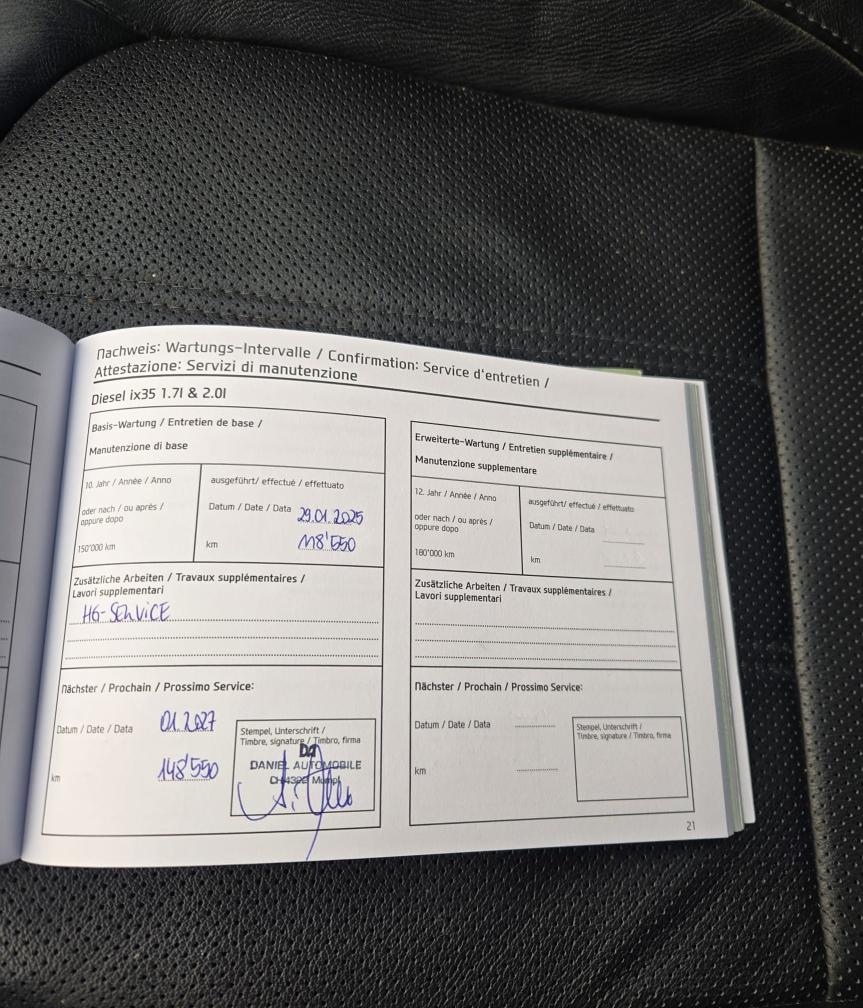 Nachweis: Wartungs-Intervalle / Confirmation: Service d'entretien /
Attestazione: Servizi di manutenzione
Diesel ix35 1.7l & 2.0l
Basis-Wartung / Entretien de base /
Manutenzione di base
10. Jahr / Année / Anno
oder nach / ou après /
oppure dopo
150'000 km
ausgeführt/ effectué / effettuato
Datum / Date / Data 29.01.2025
km 118'550
Zusätzliche Arbeiten / Travaux supplémentaires /
Lavori supplementari
HG-SERVICE
Nächster / Prochain / Prossimo Service:
Datum / Date / Data 01.2027
km 148'550
Stempel, Unterschrift /
Timbre, signature / Timbro, firma
DA
DANIEL AUTOMOBILE
Mumpf
Erweiterte-Wartung / Entretien supplémentaire /
Manutenzione supplementare
12. Jahr / Année / Anno
oder nach / ou après /
oppure dopo
180'000 km
ausgeführt/ effectué / effettuato
Datum / Date / Data
km
Zusätzliche Arbeiten / Travaux supplémentaires /
Lavori supplementari
Nächster / Prochain / Prossimo Service:
Datum / Date / Data
km
Stempel, Unterschrift /
Timbre, signature / Timbro, firma
21